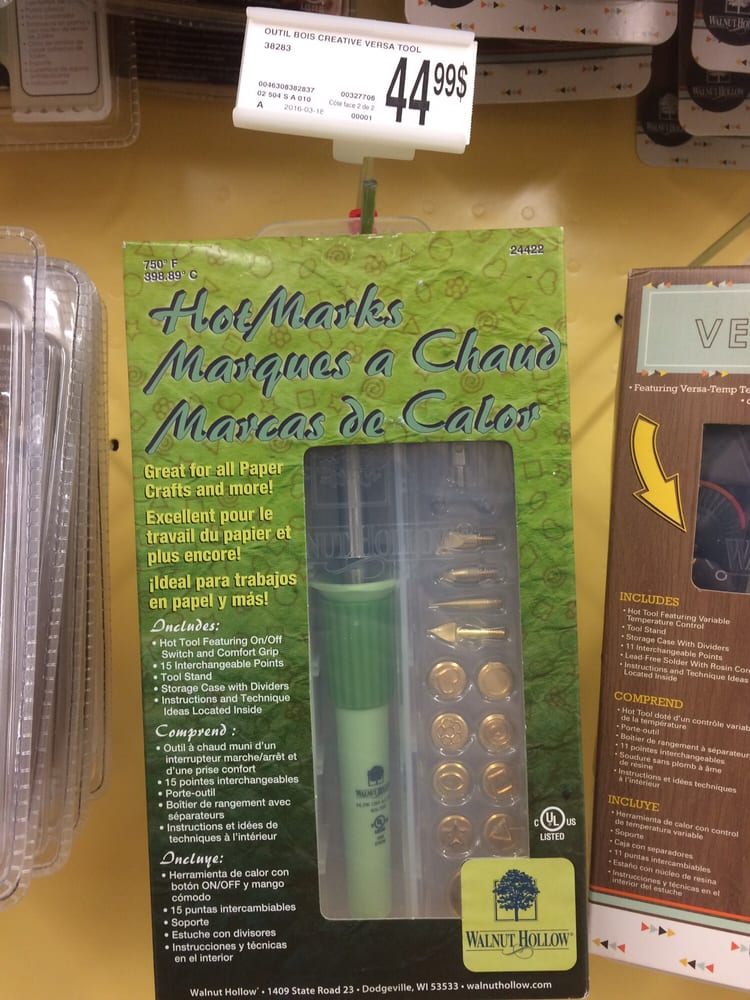 OUTIL BOIS CREATIVE VERSA TOOL
38283
0046308382837
00327706
02 504 S A 010
Côté face 2 de 2
A
2016-03-18
00001
44 99$
750° F
398.89° C
24422
HotMarks
Marques a Chaud
Marcas de Calor
Great for all Paper
Crafts and more!
Excellent pour le
travail du papier et
plus encore!
¡Ideal para trabajos
en papel y más!
Includes:
• Hot Tool Featuring On/Off
Switch and Comfort Grip
• 15 Interchangeable Points
• Tool Stand
• Storage Case with Dividers
• Instructions and Technique
Ideas Located Inside
Comprend :
• Outil à chaud muni d'un
interrupteur marche/arrêt et
d'une prise confort
• 15 pointes interchangeables
• Porte-outil
• Boîtier de rangement avec
séparateurs
• Instructions et idées de
techniques à l'intérieur
Incluye:
• Herramienta de calor con
botón ON/OFF y mango
cómodo
• 15 puntas intercambiables
• Soporte
• Estuche con divisores
• Instrucciones y técnicas
en el interior
WALNUT HOLLOW
C UL US
LISTED
WALNUT HOLLOW®
Walnut Hollow® • 1409 State Road 23 • Dodgeville, WI 53533 • walnuthollow.com
VE
• Featuring Versa-Temp Te
INCLUDES
• Hot Tool Featuring Variable
Temperature Control
• Tool Stand
• Storage Case With Dividers
• 11 Interchangeable Points
• Lead-Free Solder With Rosin Cor
• Instructions and Technique Ideas
Located Inside
COMPREND
• Hot Tool doté d'un contrôle variab
de la température
• Porte-outil
• Boîtier de rangement à séparateur
• 11 pointes interchangeables
• Soudure sans plomb à âme
de résine
• Instructions et idées techniques
à l'intérieur
INCLUYE
• Herramienta de calor con control
de temperatura variable
• Soporte
• Caja con separadores
• 11 puntas intercambiables
• Estaño con núcleo de resina
• Instrucciones y técnicas en el
interior del estuche